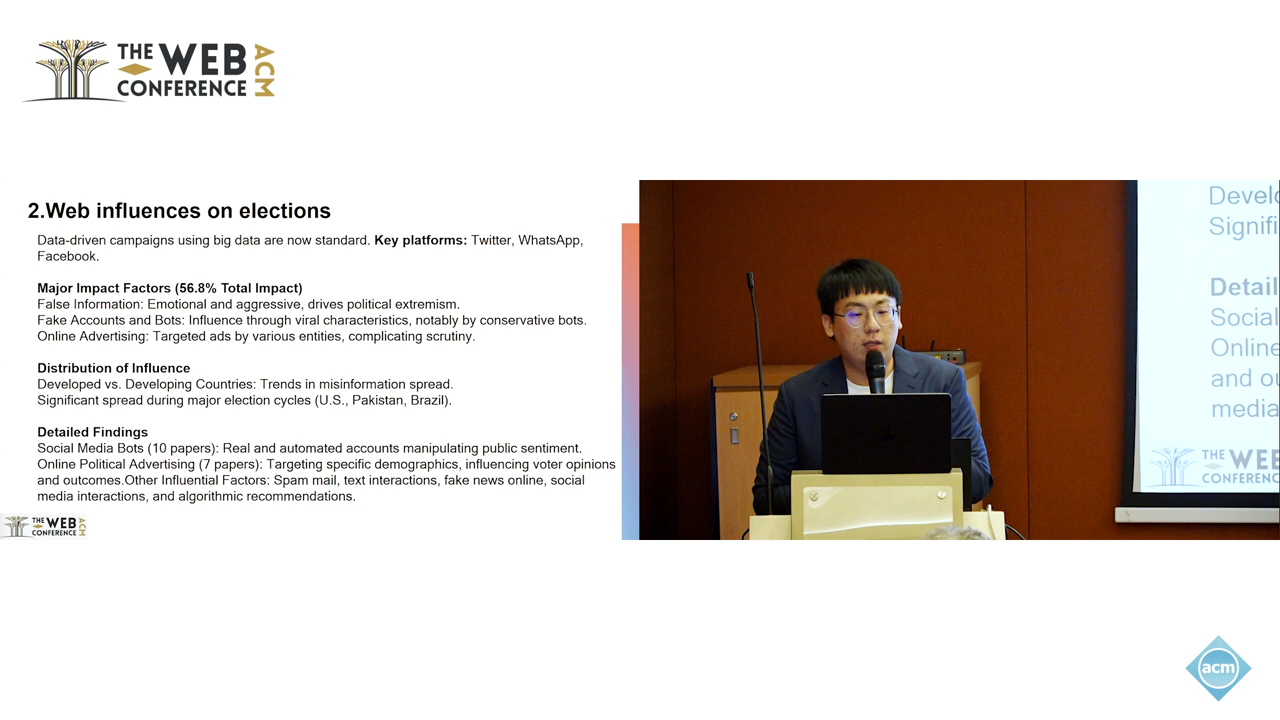 THE WEB
CONFERENCE
ACM
2.Web influences on elections
Data-driven campaigns using big data are now standard. Key platforms: Twitter, WhatsApp,
Facebook.
Major Impact Factors (56.8% Total Impact)
False Information: Emotional and aggressive, drives political extremism.
Fake Accounts and Bots: Influence through viral characteristics, notably by conservative bots.
Online Advertising: Targeted ads by various entities, complicating scrutiny.
Distribution of Influence
Developed vs. Developing Countries: Trends in misinformation spread.
Significant spread during major election cycles (U.S., Pakistan, Brazil).
Detailed Findings
Social Media Bots (10 papers): Real and automated accounts manipulating public sentiment.
Online Political Advertising (7 papers): Targeting specific demographics, influencing voter opinions
and outcomes.Other Influential Factors: Spam mail, text interactions, fake news online, social
media interactions, and algorithmic recommendations.
THE WEB
CONFERENCE
ACM
Develo
Signifi
Detail
Social
Online
and ou
media
THE WEB
CONFERENC
acm